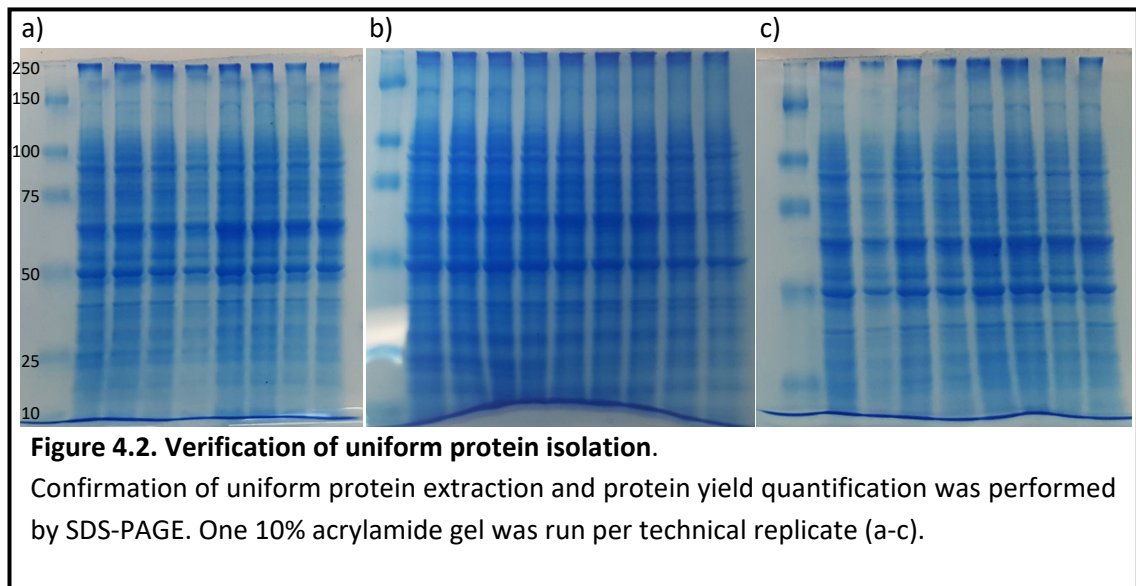 a)
b)
c)
250
150
100
75
50
25
10
Figure 4.2. Verification of uniform protein isolation.
Confirmation of uniform protein extraction and protein yield quantification was performed
by SDS-PAGE. One 10% acrylamide gel was run per technical replicate (a-c).